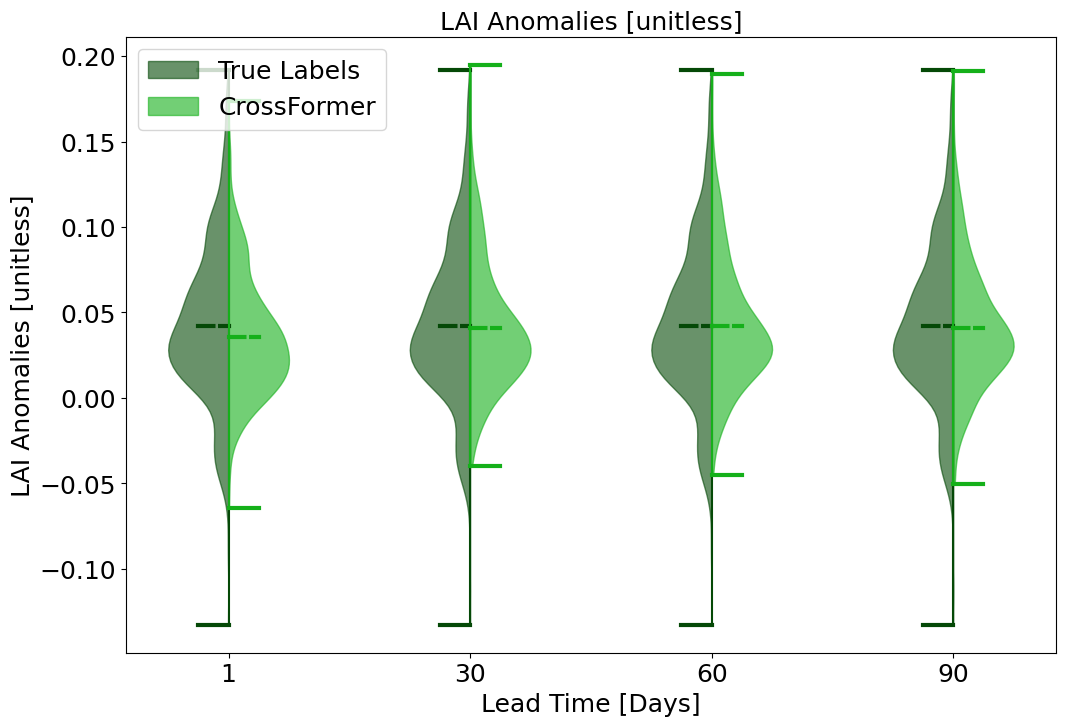 LAI Anomalies [unitless]
True Labels
CrossFormer
LAI Anomalies [unitless]
0.20
0.15
0.10
0.05
0.00
−0.05
−0.10
1 30 60 90
Lead Time [Days]